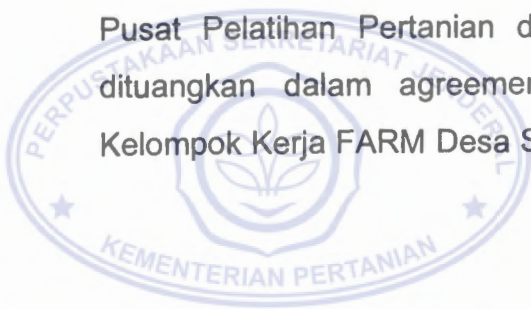 Pusat Pelatihan Pertanian d
dituangkan dalam agreemen
Kelompok Kerja FARM Desa S
PERPUSTAKAAN SEKRETARIAT JENDERAL
KEMENTERIAN PERTANIAN